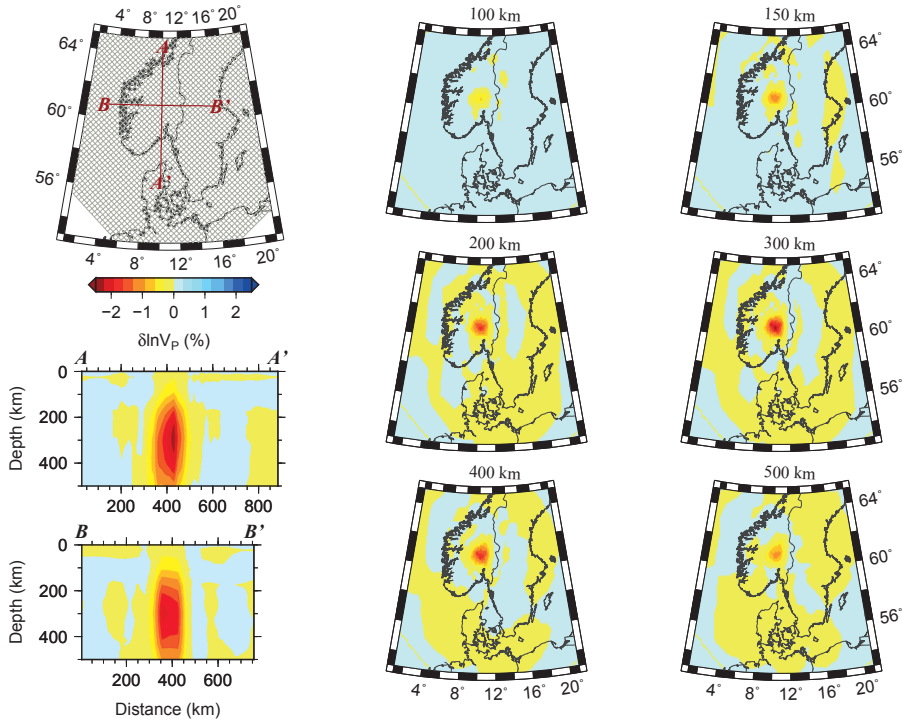 4° 8° 12° 16° 20°
64°
60°
56°
A
B B'
A'
4° 8° 12° 16° 20°
−2 −1 0 1 2
δlnVP (%)
A A'
0
200
400
Depth (km)
200 400 600 800
B B'
0
200
400
Depth (km)
200 400 600
Distance (km)
100 km
150 km
64°
60°
56°
200 km
300 km
64°
60°
56°
400 km
500 km
64°
60°
56°
4° 8° 12° 16° 20°
4° 8° 12° 16° 20°